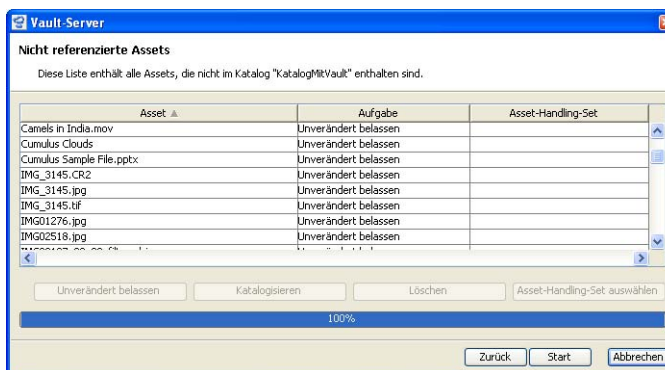 Vault-Server
Nicht referenzierte Assets
Diese Liste enthält alle Assets, die nicht im Katalog "KatalogMitVault" enthalten sind.
Asset Aufgabe Asset-Handling-Set
Camels in India.mov Unverändert belassen
Cumulus Clouds Unverändert belassen
Cumulus Sample File.pptx Unverändert belassen
IMG_3145.CR2 Unverändert belassen
IMG_3145.jpg Unverändert belassen
IMG_3145.tif Unverändert belassen
IMG01276.jpg Unverändert belassen
IMG02518.jpg Unverändert belassen
Unverändert belassen Katalogisieren Löschen Asset-Handling-Set auswählen
100%
Zurück Start Abbrechen